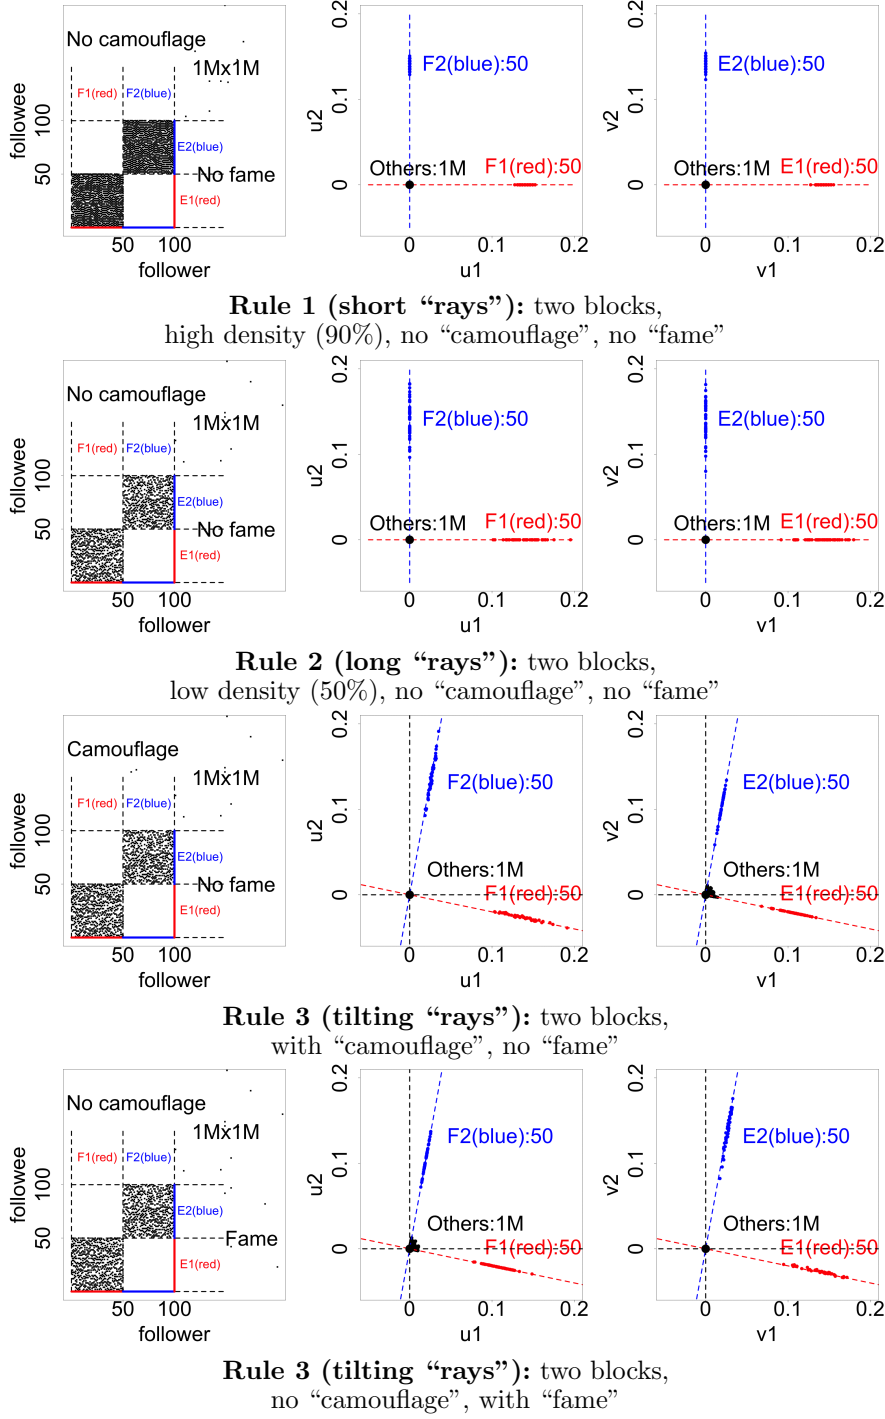 No camouflage
1Mx1M
F1(red) F2(blue)
E2(blue)
No fame
E1(red)
followee
50 100
50 100
follower
0.2
F2(blue):50
0.1
u2
Others:1M F1(red):50
0
0 0.1 0.2
u1
0.2
E2(blue):50
0.1
v2
Others:1M E1(red):50
0
0 0.1 0.2
v1
Rule 1 (short “rays”): two blocks,
high density (90%), no “camouflage”, no “fame”
No camouflage
1Mx1M
F1(red) F2(blue)
E2(blue)
No fame
E1(red)
followee
50 100
50 100
follower
0.2
F2(blue):50
0.1
u2
Others:1M F1(red):50
0
0 0.1 0.2
u1
0.2
E2(blue):50
0.1
v2
Others:1M E1(red):50
0
0 0.1 0.2
v1
Rule 2 (long “rays”): two blocks,
low density (50%), no “camouflage”, no “fame”
Camouflage
1Mx1M
F1(red) F2(blue)
E2(blue)
No fame
E1(red)
followee
50 100
50 100
follower
0.2
F2(blue):50
0.1
u2
Others:1M
F1(red):50
0
0 0.1 0.2
u1
0.2
E2(blue):50
0.1
v2
Others:1M
E1(red):50
0
0 0.1 0.2
v1
Rule 3 (tilting “rays”): two blocks,
with “camouflage”, no “fame”
No camouflage
1Mx1M
F1(red) F2(blue)
E2(blue)
Fame
E1(red)
followee
50 100
50 100
follower
0.2
F2(blue):50
0.1
u2
Others:1M
F1(red):50
0
0 0.1 0.2
u1
0.2
E2(blue):50
0.1
v2
Others:1M
E1(red):50
0
0 0.1 0.2
v1
Rule 3 (tilting “rays”): two blocks,
no “camouflage”, with “fame”